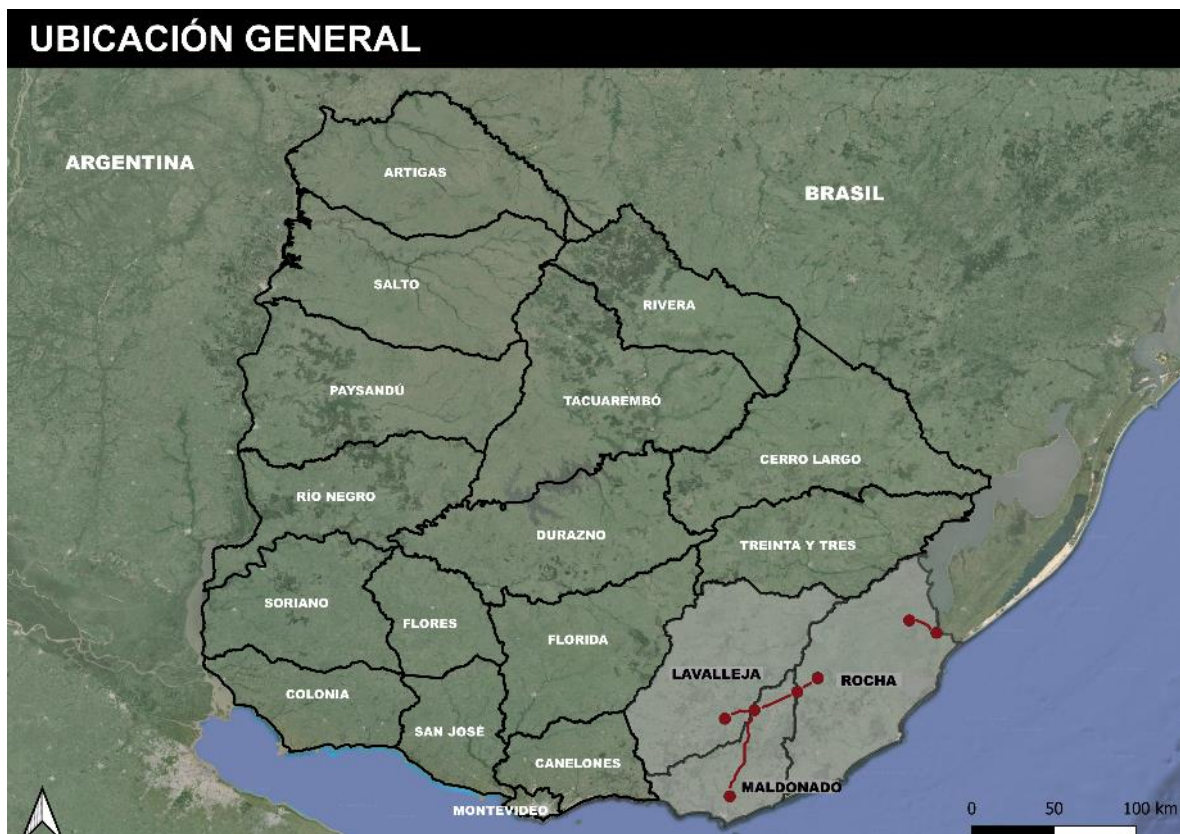 UBICACIÓN GENERAL
ARGENTINA
ARTIGAS
BRASIL
SALTO
RIVERA
PAYSANDÚ
TACUAREMBÓ
CERRO LARGO
RÍO NEGRO
DURAZNO
TREINTA Y TRES
SORIANO
FLORES
FLORIDA
LAVALLEJA
ROCHA
COLONIA
SAN JOSÉ
CANELONES
MALDONADO
MONTEVIDEO
0 50 100 km